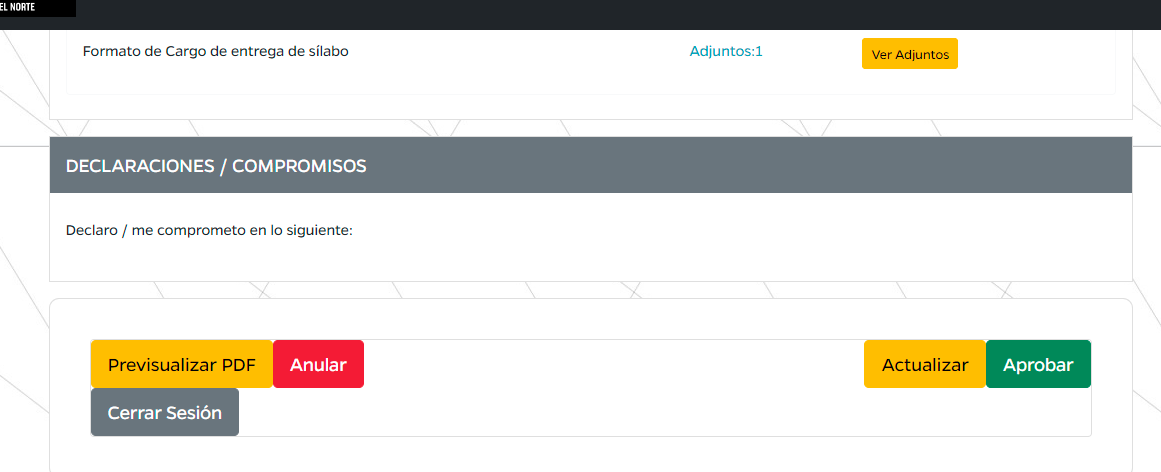 EL NORTE
Formato de Cargo de entrega de sílabo Adjuntos:1 Ver Adjuntos
DECLARACIONES / COMPROMISOS
Declaro / me comprometo en lo siguiente:
Previsualizar PDF Anular Actualizar Aprobar
Cerrar Sesión